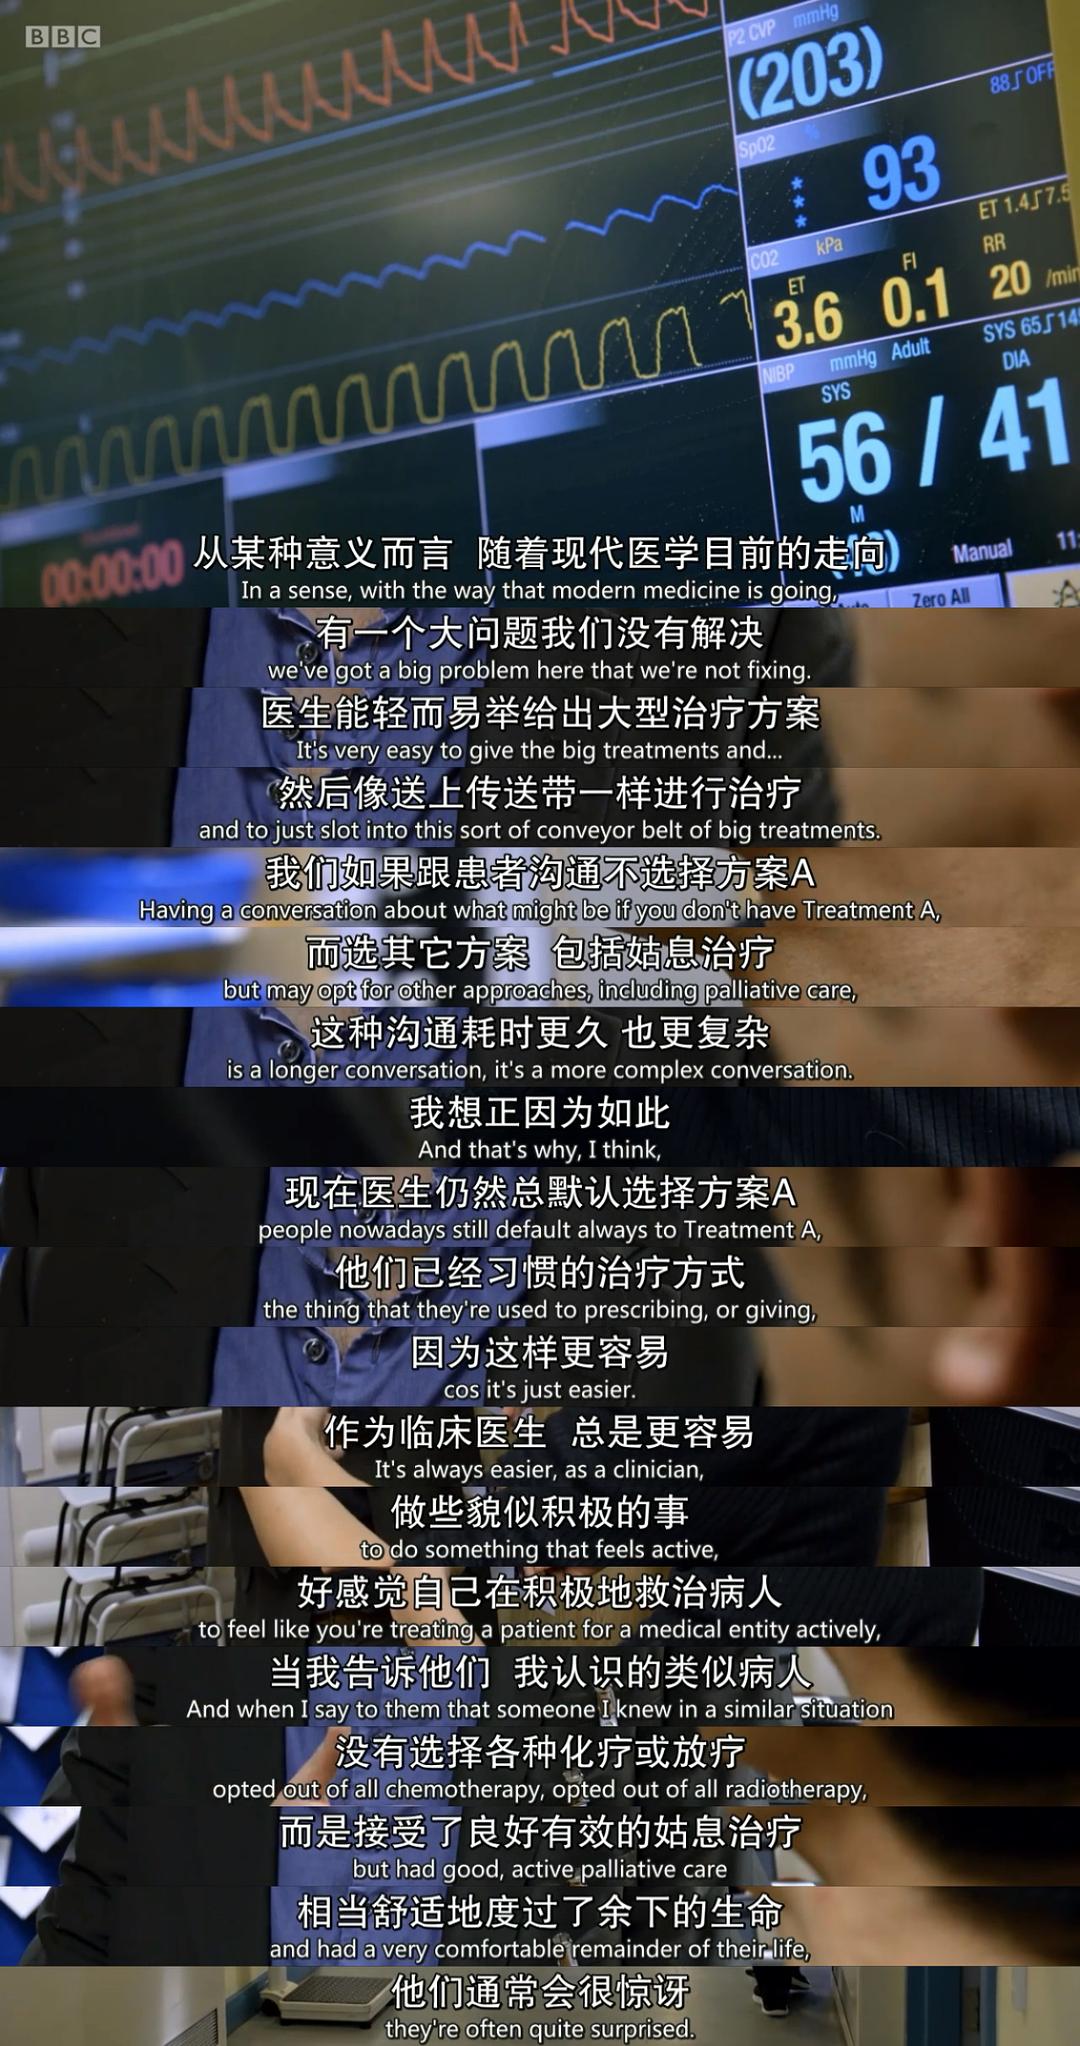 BBC
P2 CVP mmHg
(203)
88 OFF
SpO2 %
93
ET 1.4 7.5
CO2 kPa
ET FI RR
3.6 0.1 20 /min
SYS 65 14
NIBP mmHg Adult
SYS DIA
56 / 41
M
Manual 11:
00:00:00
Zero All
从某种意义而言 随着现代医学目前的走向
In a sense, with the way that modern medicine is going,
有一个大问题我们没有解决
we've got a big problem here that we're not fixing.
医生能轻而易举给出大型治疗方案
It's very easy to give the big treatments and...
然后像送上传送带一样进行治疗
and to just slot into this sort of conveyor belt of big treatments.
我们如果跟患者沟通不选择方案A
Having a conversation about what might be if you don't have Treatment A,
而选其它方案 包括姑息治疗
but may opt for other approaches, including palliative care,
这种沟通耗时更久 也更复杂
is a longer conversation, it's a more complex conversation.
我想正因为如此
And that's why, I think,
现在医生仍然总默认选择方案A
people nowadays still default always to Treatment A,
他们已经习惯的治疗方式
the thing that they're used to prescribing, or giving,
因为这样更容易
cos it's just easier.
作为临床医生 总是更容易
It's always easier, as a clinician,
做些貌似积极的事
to do something that feels active,
好感觉自己在积极地救治病人
to feel like you're treating a patient for a medical entity actively,
当我告诉他们 我认识的类似病人
And when I say to them that someone I knew in a similar situation
没有选择各种化疗或放疗
opted out of all chemotherapy, opted out of all radiotherapy,
而是接受了良好有效的姑息治疗
but had good, active palliative care
相当舒适地度过了余下的生命
and had a very comfortable remainder of their life,
他们通常会很惊讶
they're often quite surprised.